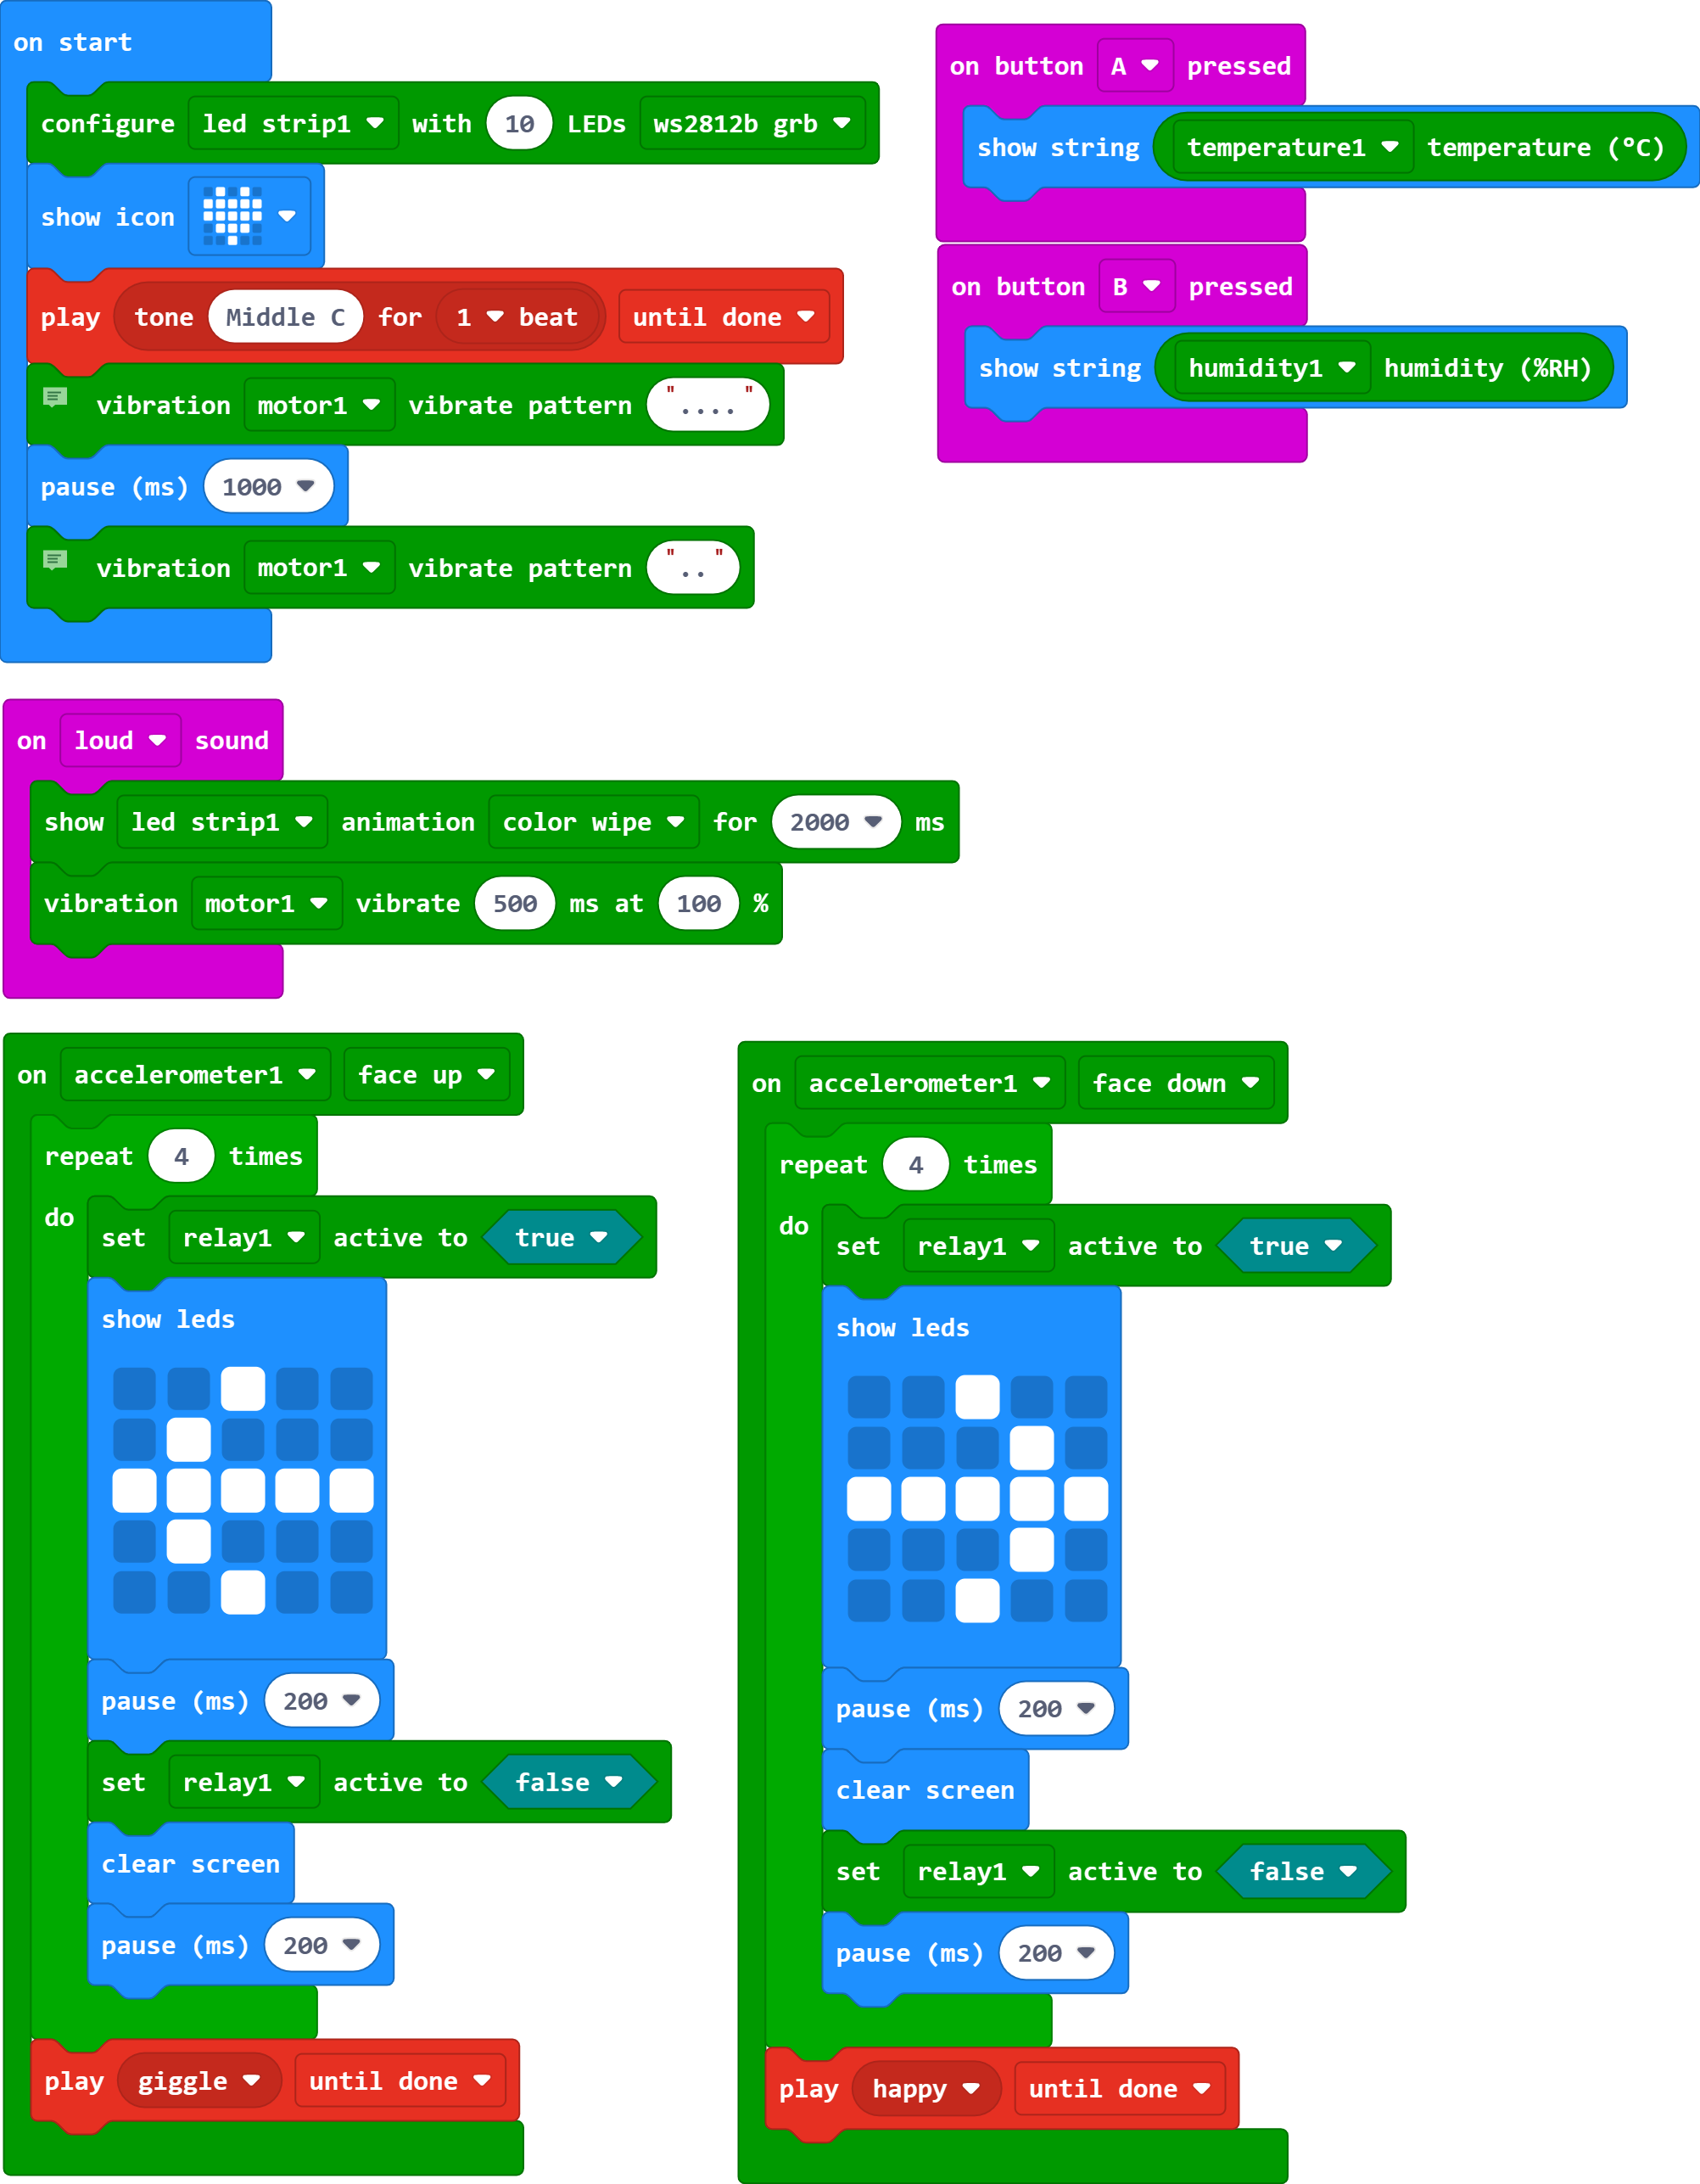 on start
configure led strip1 with 10 LEDs ws2812b grb
show icon
play tone Middle C for 1 beat until done
vibration motor1 vibrate pattern "...."
pause (ms) 1000
vibration motor1 vibrate pattern ".."
on button A pressed
show string temperature1 temperature (°C)
on button B pressed
show string humidity1 humidity (%RH)
on loud sound
show led strip1 animation color wipe for 2000 ms
vibration motor1 vibrate 500 ms at 100 %
on accelerometer1 face up
repeat 4 times
do
set relay1 active to true
show leds
pause (ms) 200
set relay1 active to false
clear screen
pause (ms) 200
play giggle until done
on accelerometer1 face down
repeat 4 times
do
set relay1 active to true
show leds
pause (ms) 200
clear screen
set relay1 active to false
pause (ms) 200
play happy until done